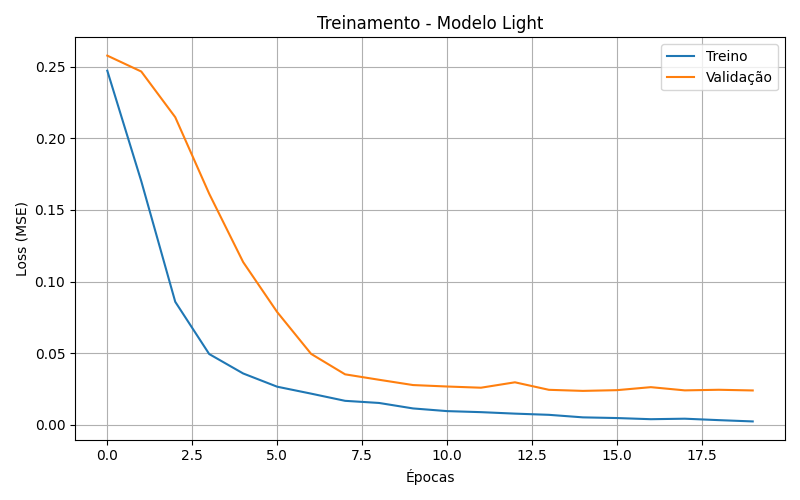 Treinamento - Modelo Light
Treino
Validação
Loss (MSE)
0.25
0.20
0.15
0.10
0.05
0.00
0.0 2.5 5.0 7.5 10.0 12.5 15.0 17.5
Épocas